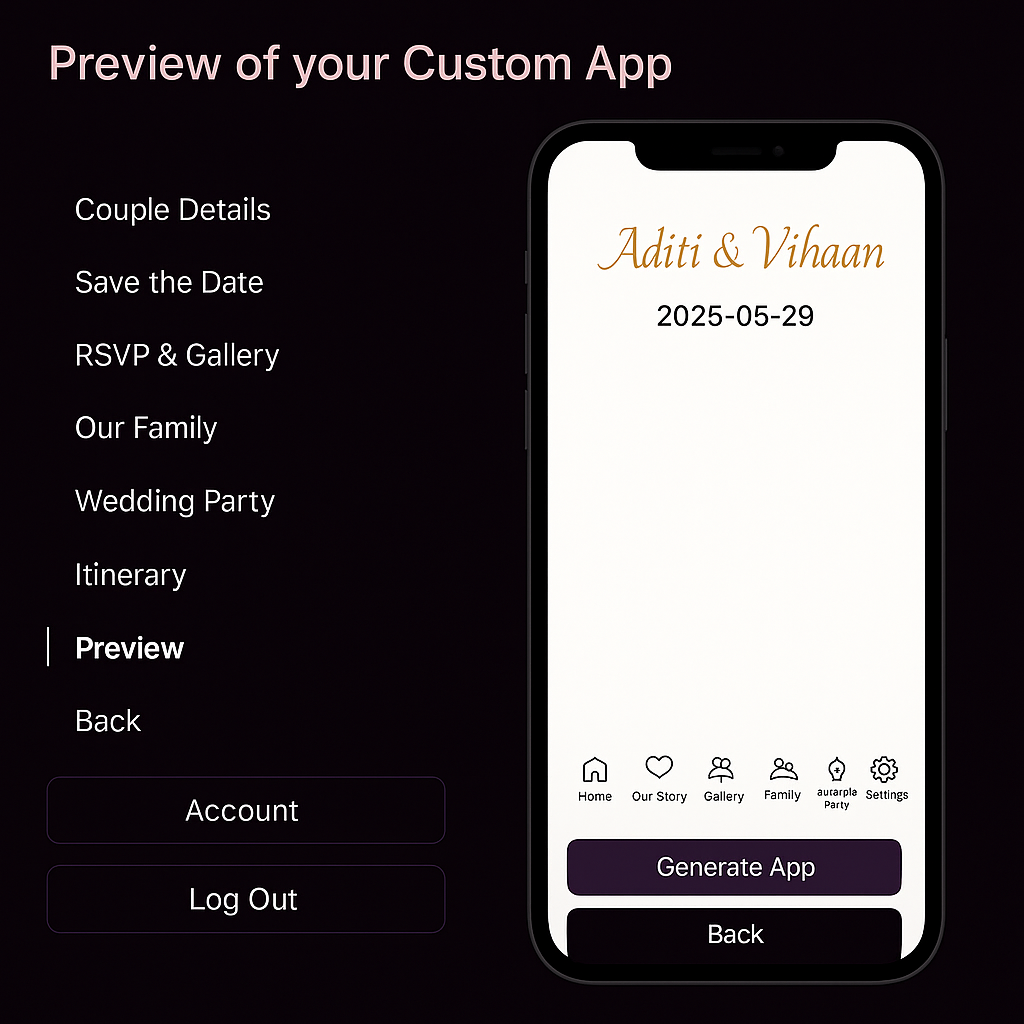 Preview of your Custom App
Couple Details
Save the Date
RSVP & Gallery
Our Family
Wedding Party
Itinerary
Preview
Back
Account
Log Out
Aditi & Vihaan
2025-05-29
Home
Our Story
Gallery
Family
aurarpla
Party
Settings
Generate App
Back